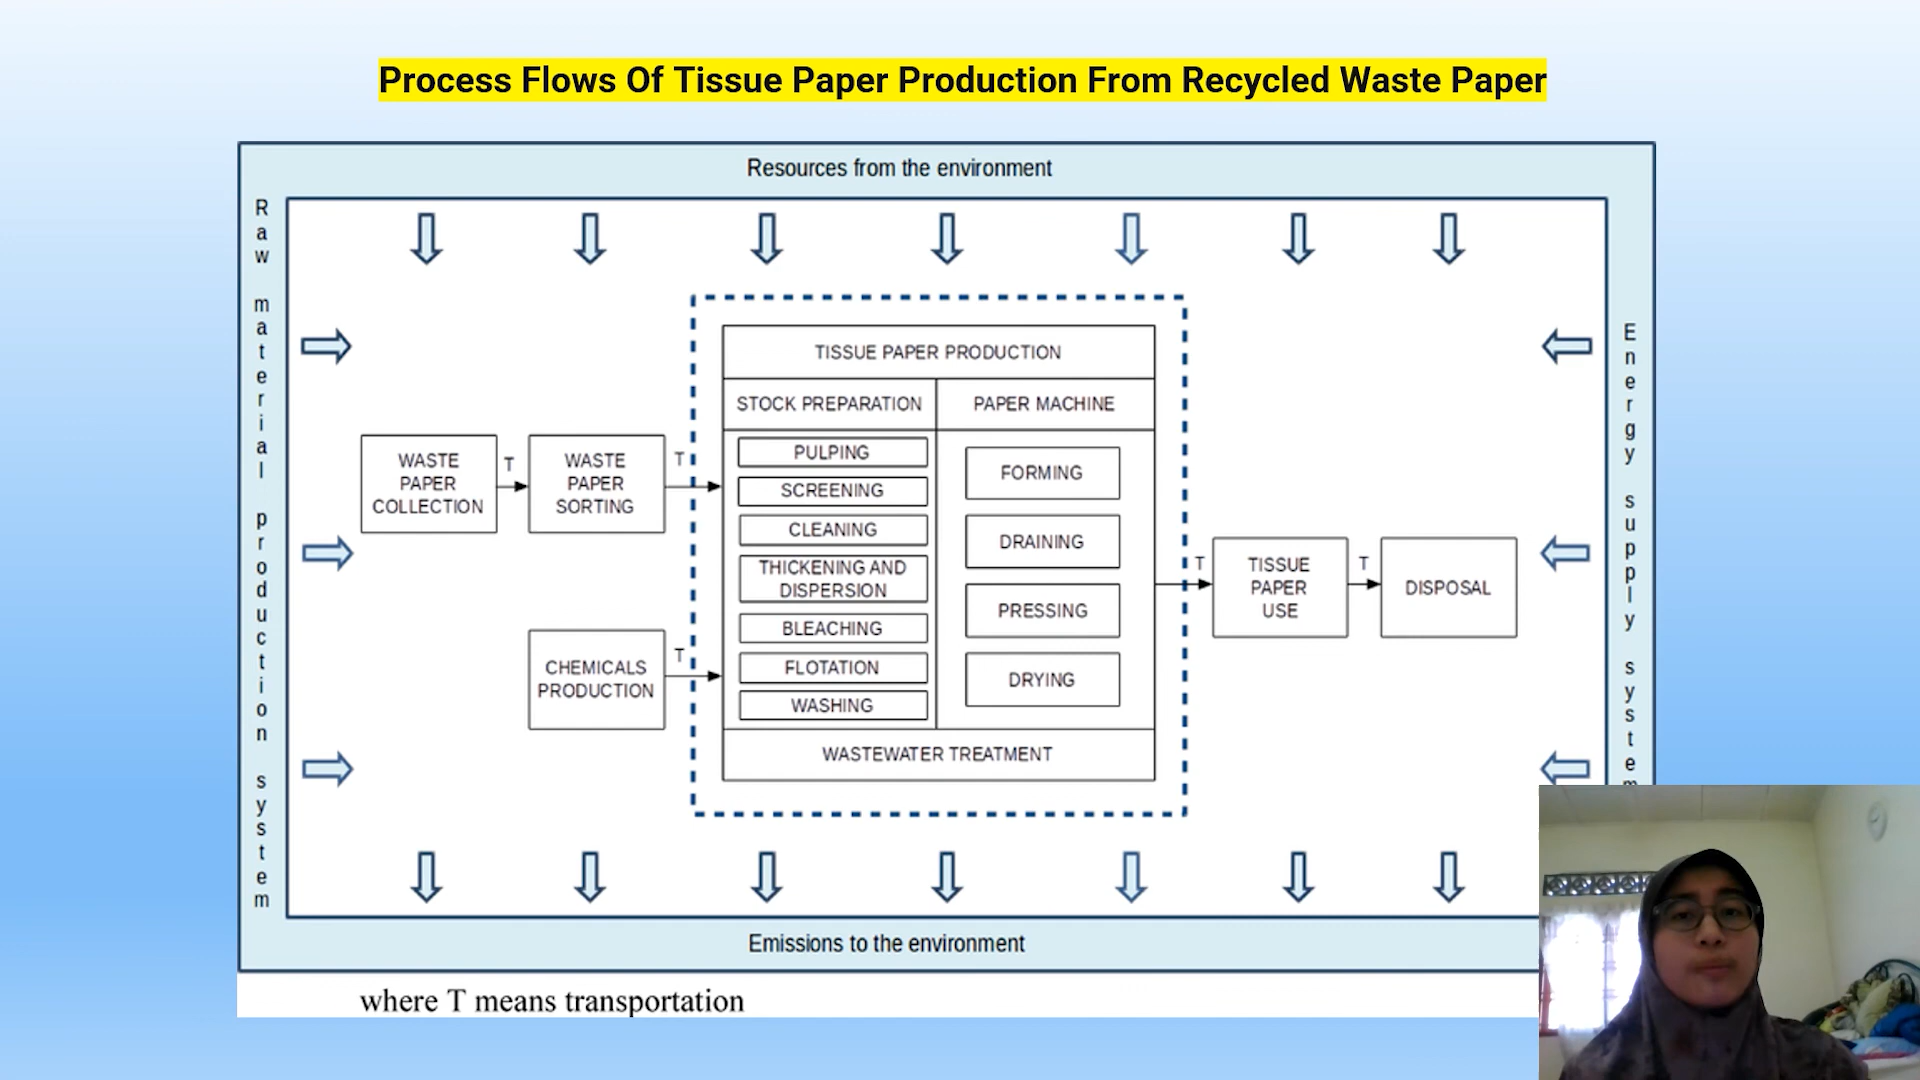 Process Flows Of Tissue Paper Production From Recycled Waste Paper
Resources from the environment
Raw material production system
Energy supply system
TISSUE PAPER PRODUCTION
STOCK PREPARATION
PAPER MACHINE
WASTE
PAPER
COLLECTION
T
WASTE
PAPER
SORTING
T
CHEMICALS
PRODUCTION
T
PULPING
SCREENING
CLEANING
THICKENING AND
DISPERSION
BLEACHING
FLOTATION
WASHING
FORMING
DRAINING
PRESSING
DRYING
WASTEWATER TREATMENT
T
TISSUE
PAPER
USE
T
DISPOSAL
Emissions to the environment
where T means transportation